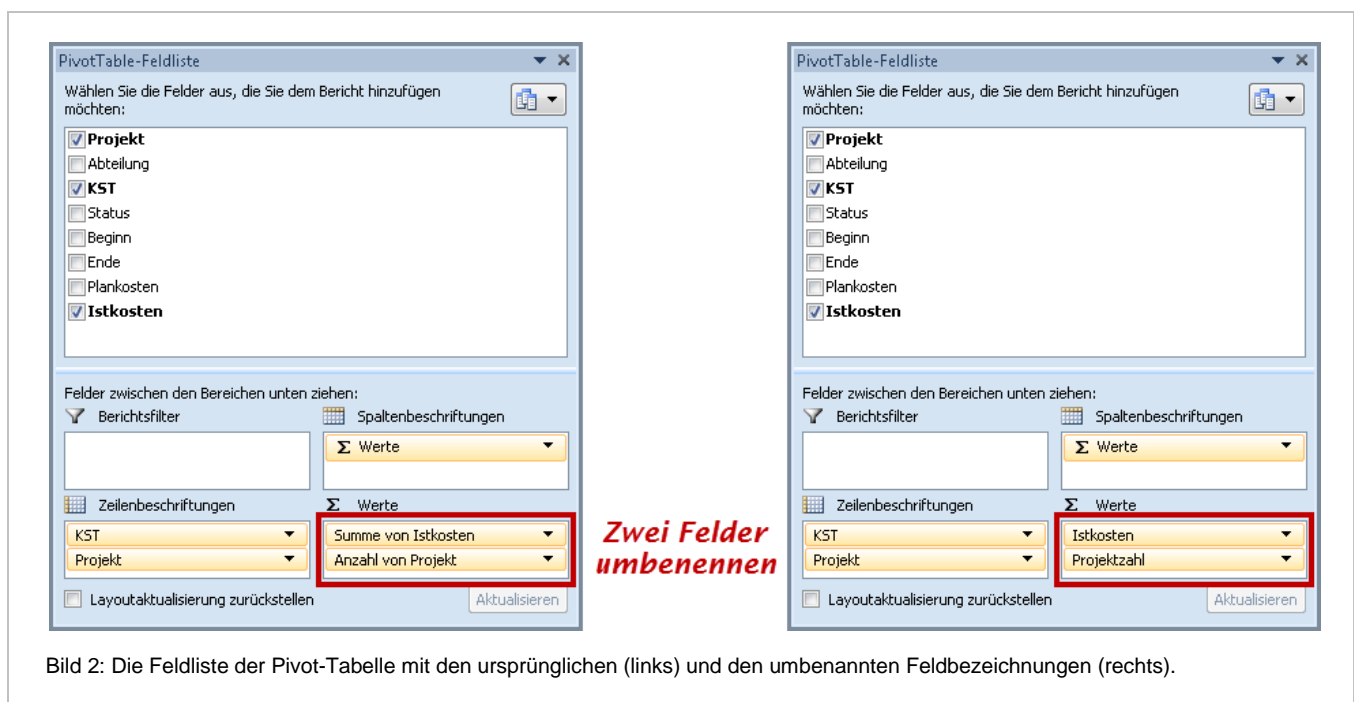 PivotTable-Feldliste
Wählen Sie die Felder aus, die Sie dem Bericht hinzufügen
möchten:
Projekt
Abteilung
KST
Status
Beginn
Ende
Plankosten
Istkosten
Felder zwischen den Bereichen unten ziehen:
Berichtsfilter
Spaltenbeschriftungen
Σ Werte
Zeilenbeschriftungen
Σ Werte
KST
Summe von Istkosten
Projekt
Anzahl von Projekt
Layoutaktualisierung zurückstellen
Aktualisieren
Zwei Felder
umbenennen
PivotTable-Feldliste
Wählen Sie die Felder aus, die Sie dem Bericht hinzufügen
möchten:
Projekt
Abteilung
KST
Status
Beginn
Ende
Plankosten
Istkosten
Felder zwischen den Bereichen unten ziehen:
Berichtsfilter
Spaltenbeschriftungen
Σ Werte
Zeilenbeschriftungen
Σ Werte
KST
Istkosten
Projekt
Projektzahl
Layoutaktualisierung zurückstellen
Aktualisieren
Bild 2: Die Feldliste der Pivot-Tabelle mit den ursprünglichen (links) und den umbenannten Feldbezeichnungen (rechts).